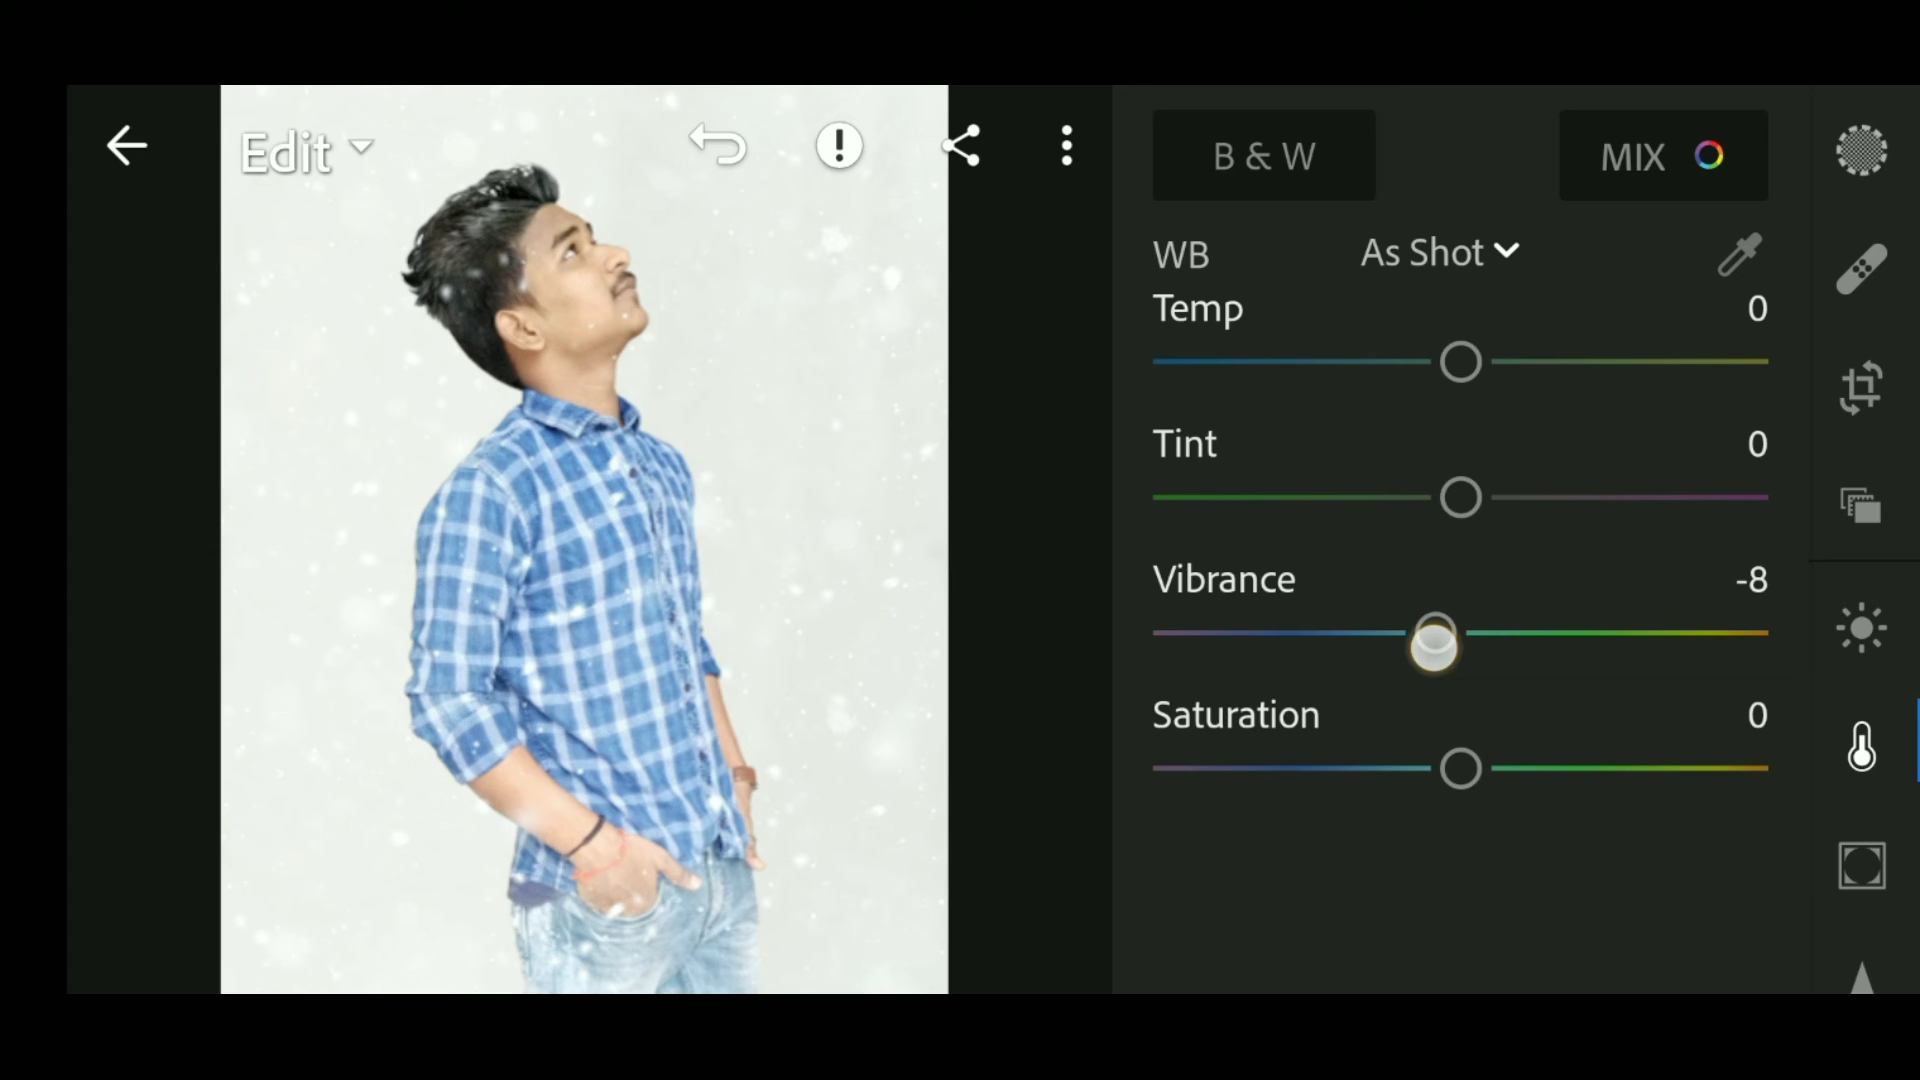 Edit
B & W
MIX
WB
As Shot
Temp
0
Tint
0
Vibrance
-8
Saturation
0